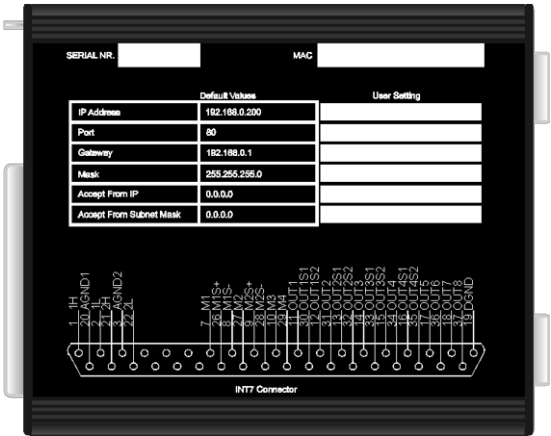 SERIAL NR.
MAC
Default Values
User Setting
IP Address 192.168.0.200
Port 80
Gateway 192.168.0.1
Mask 255.255.255.0
Accept From IP 0.0.0.0
Accept From Subnet Mask 0.0.0.0
1 1H
20 AGND1
2 1L
21 2H
3 AGND2
22 2L
7 M1
26 M1S+
8 M1S-
27 M2
9 M2S+
28 M2S-
10 M3
29 M4
11 OUT1
30 OUT1S1
12 OUT1S2
31 OUT2
13 OUT2S1
32 OUT2S2
14 OUT3
33 OUT3S1
15 OUT3S2
34 OUT4
16 OUT4S1
35 OUT4S2
17 OUT5
36 OUT6
18 OUT7
37 OUT8
19 DGND
INT7 Connector